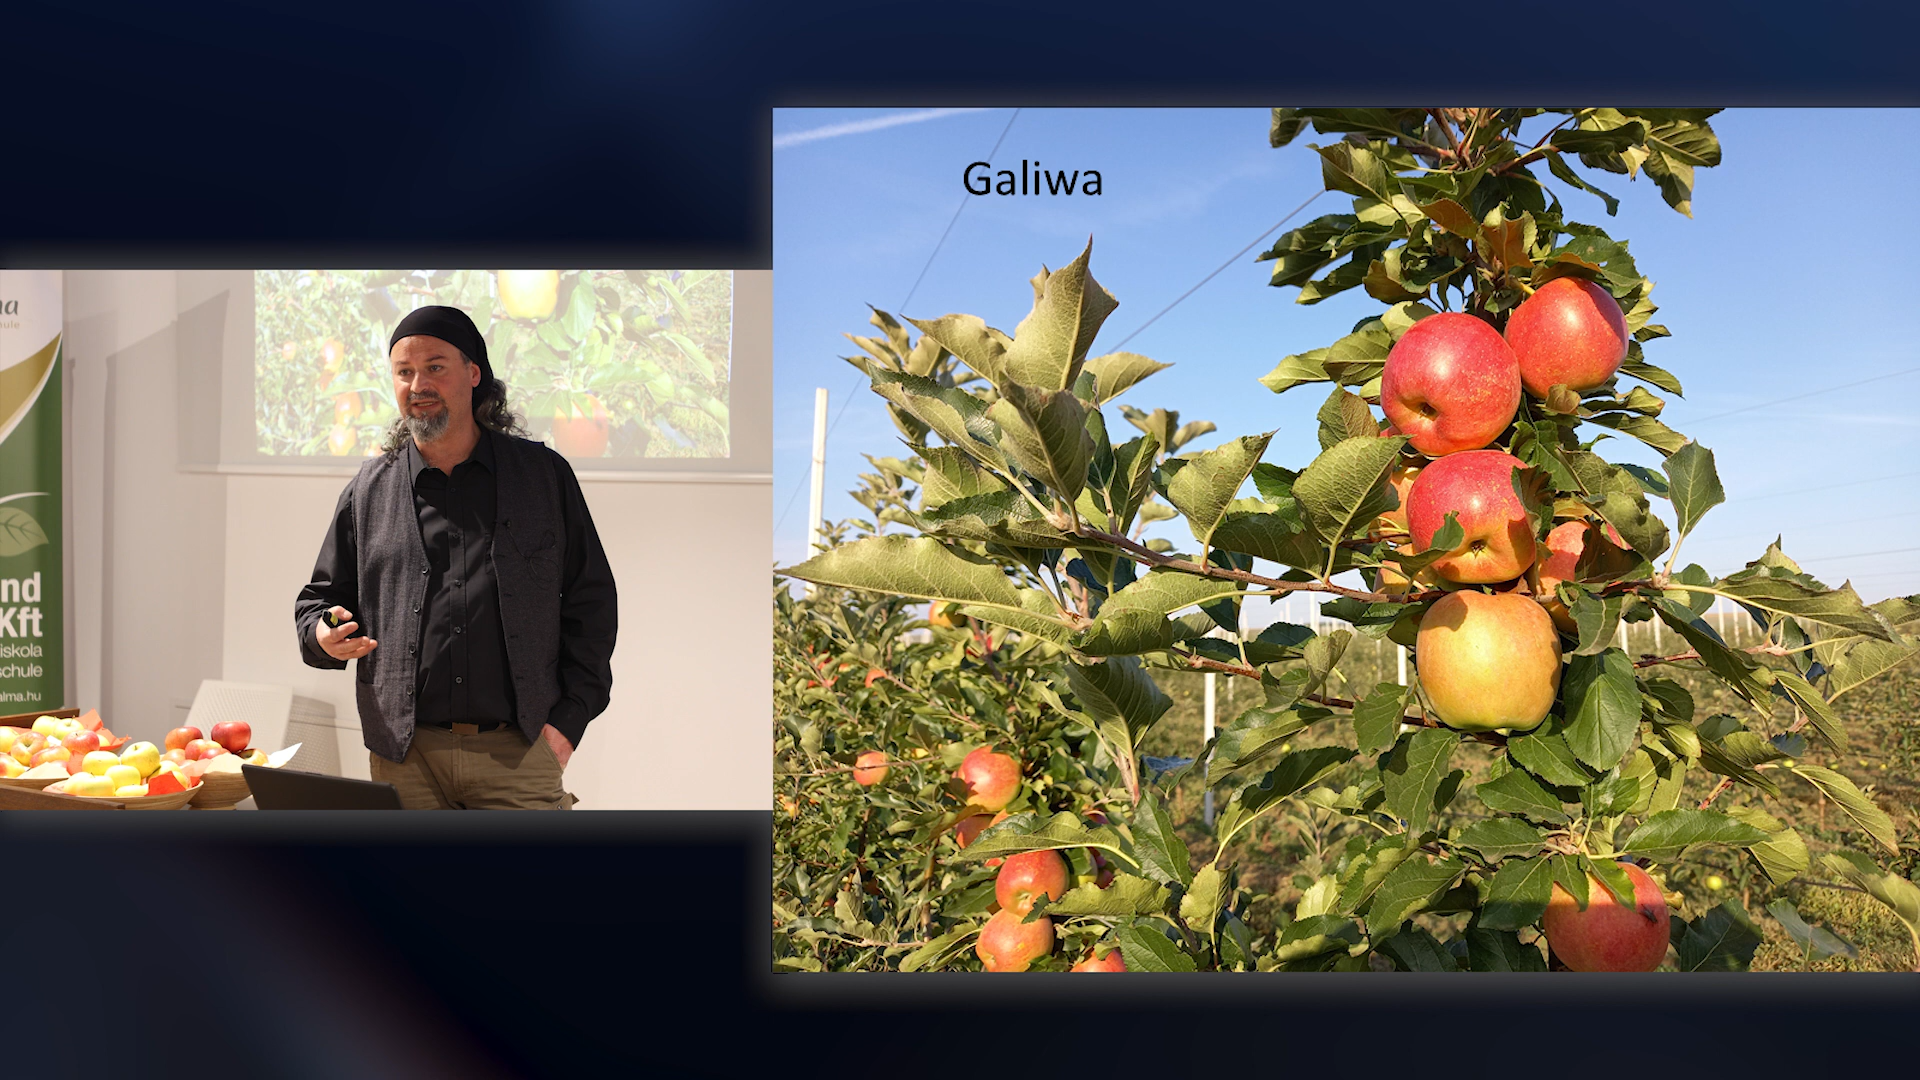 Galiwa
nd
Kft
iskola
schule
alma.hu